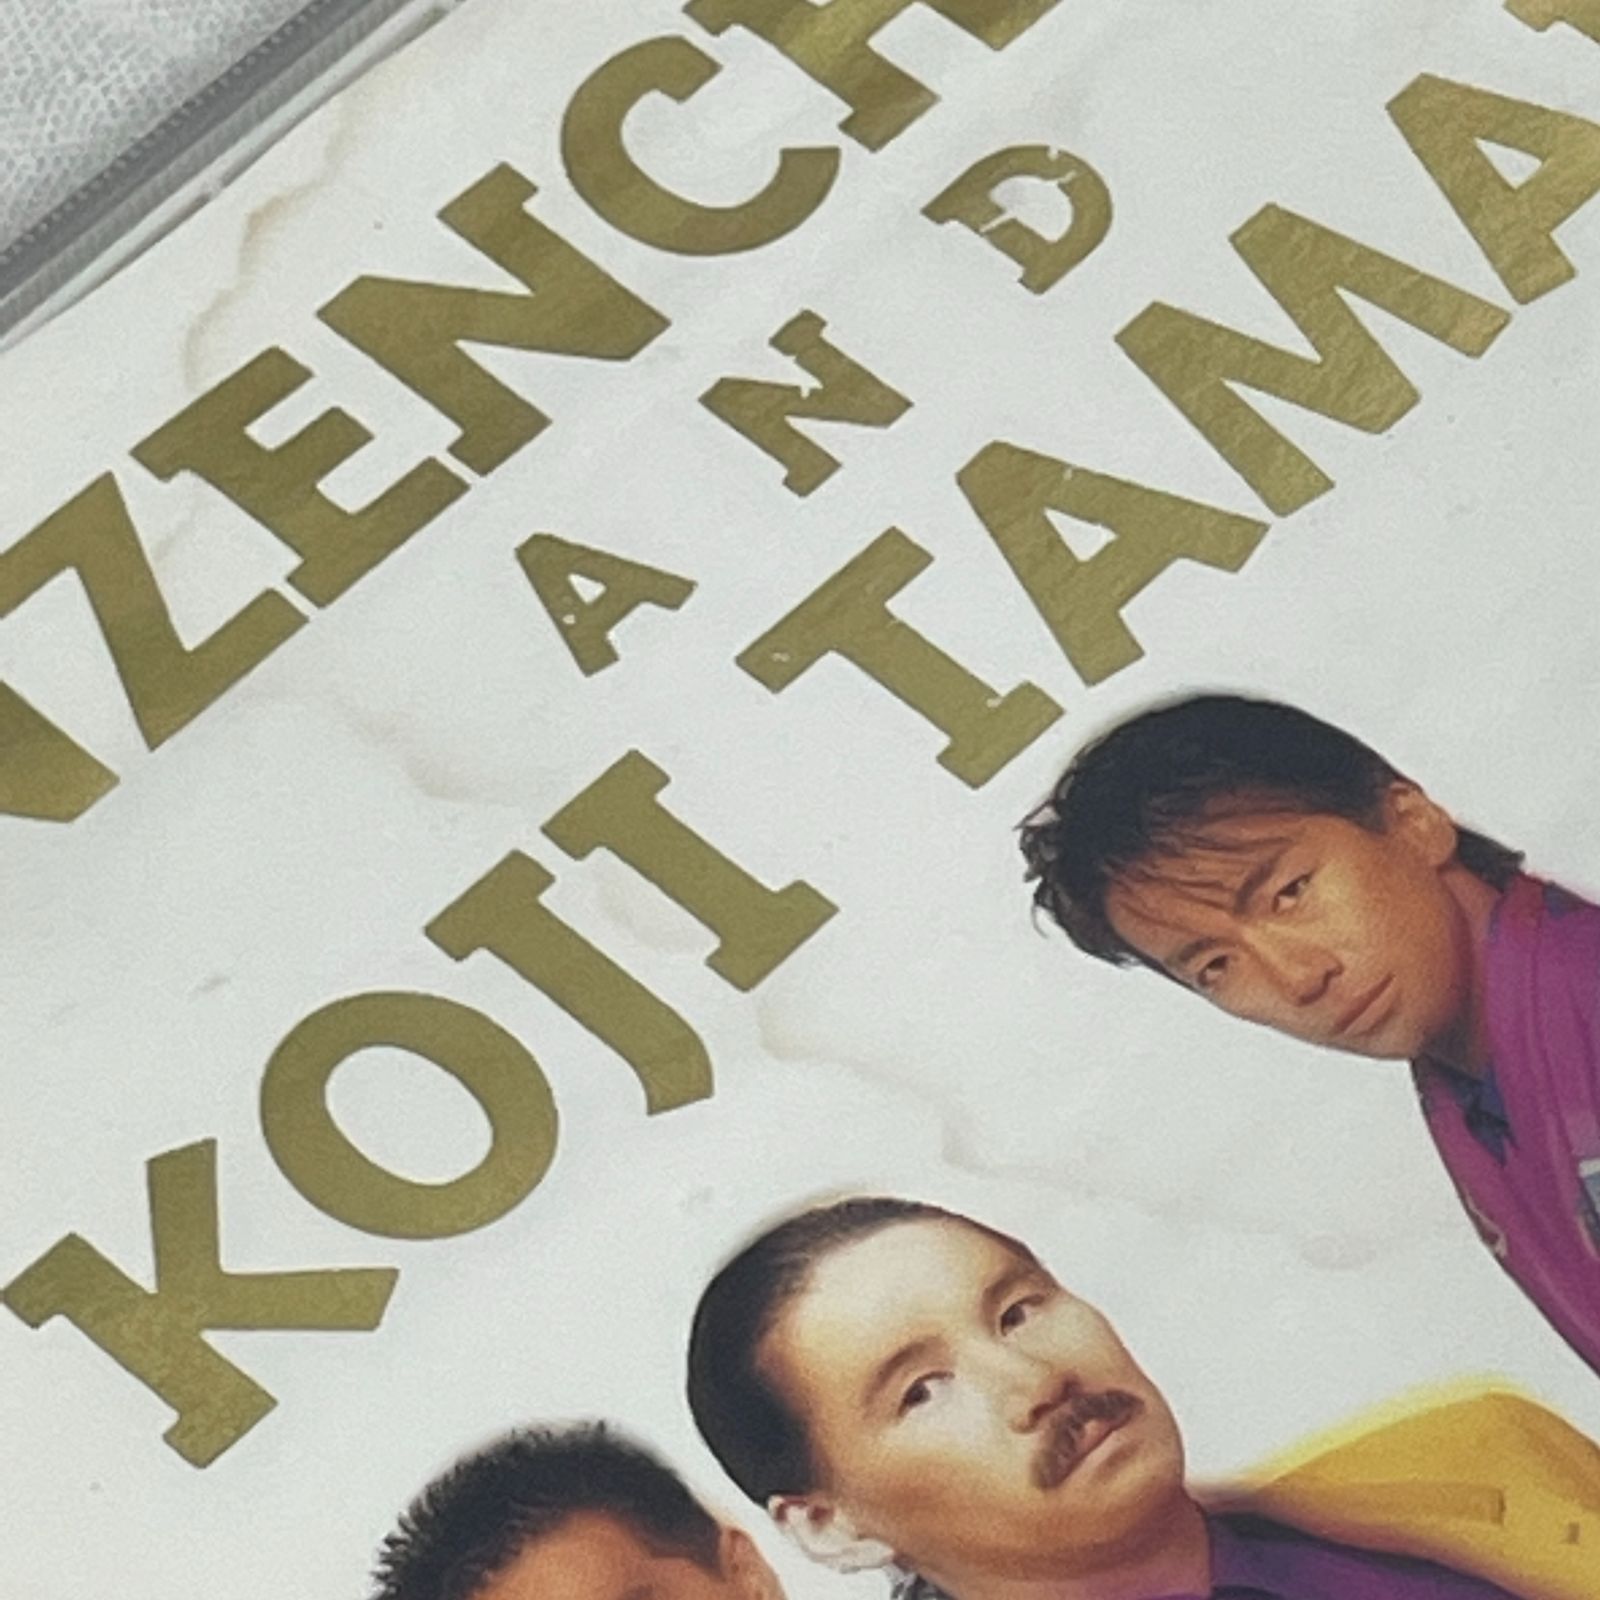 ZENCH
AND
KOJI TAMA